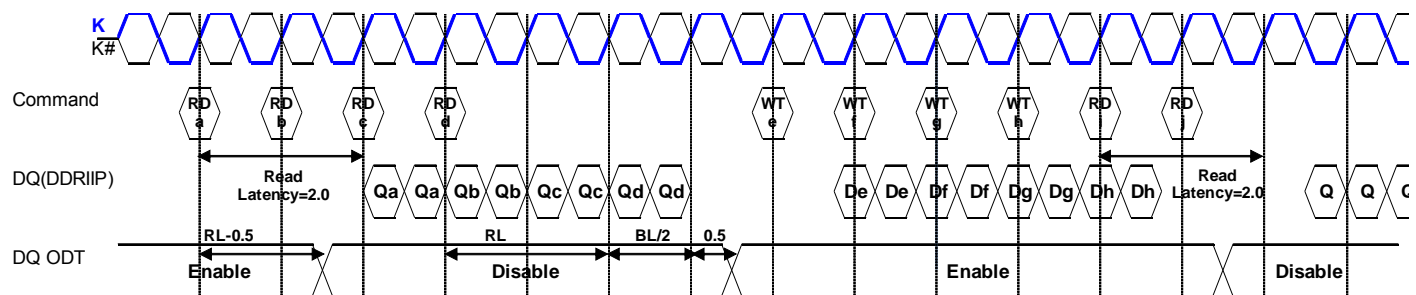 K
K#
Command
RD a
RD b
RD c
RD d
WT e
WT f
WT g
WT h
RD i
RD j
DQ(DDRIIP)
Read
Latency=2.0
Qa Qa Qb Qb Qc Qc Qd Qd
De De Df Df Dg Dg Dh Dh
Read
Latency=2.0
Q Q Q
DQ ODT
RL-0.5
Enable
RL
Disable
BL/2
0.5
Enable
Disable